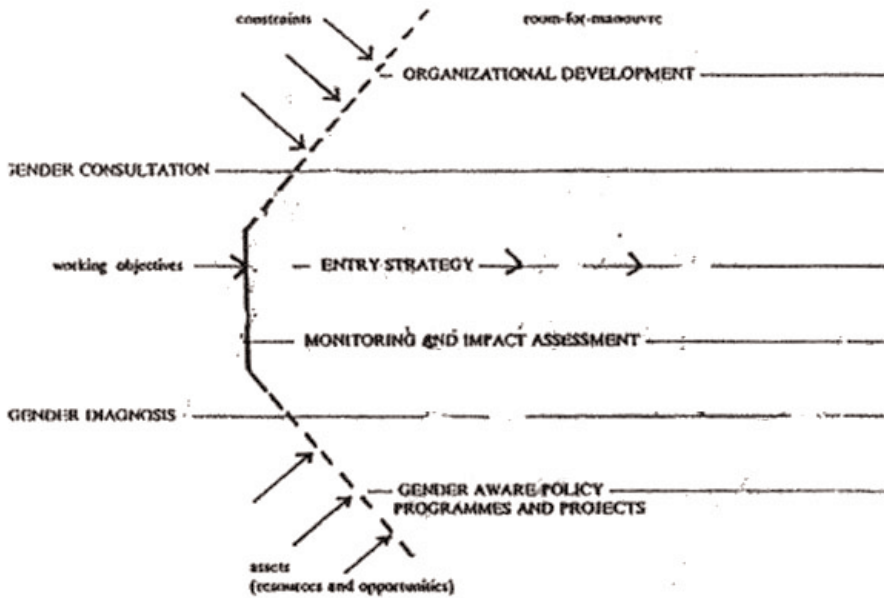 constraints
room-for-manouvre
ORGANIZATIONAL DEVELOPMENT
GENDER CONSULTATION
working objectives
ENTRY STRATEGY
MONITORING AND IMPACT ASSESSMENT
GENDER DIAGNOSIS
GENDER AWARE POLICY
PROGRAMMES AND PROJECTS
assets
(resources and opportunities)